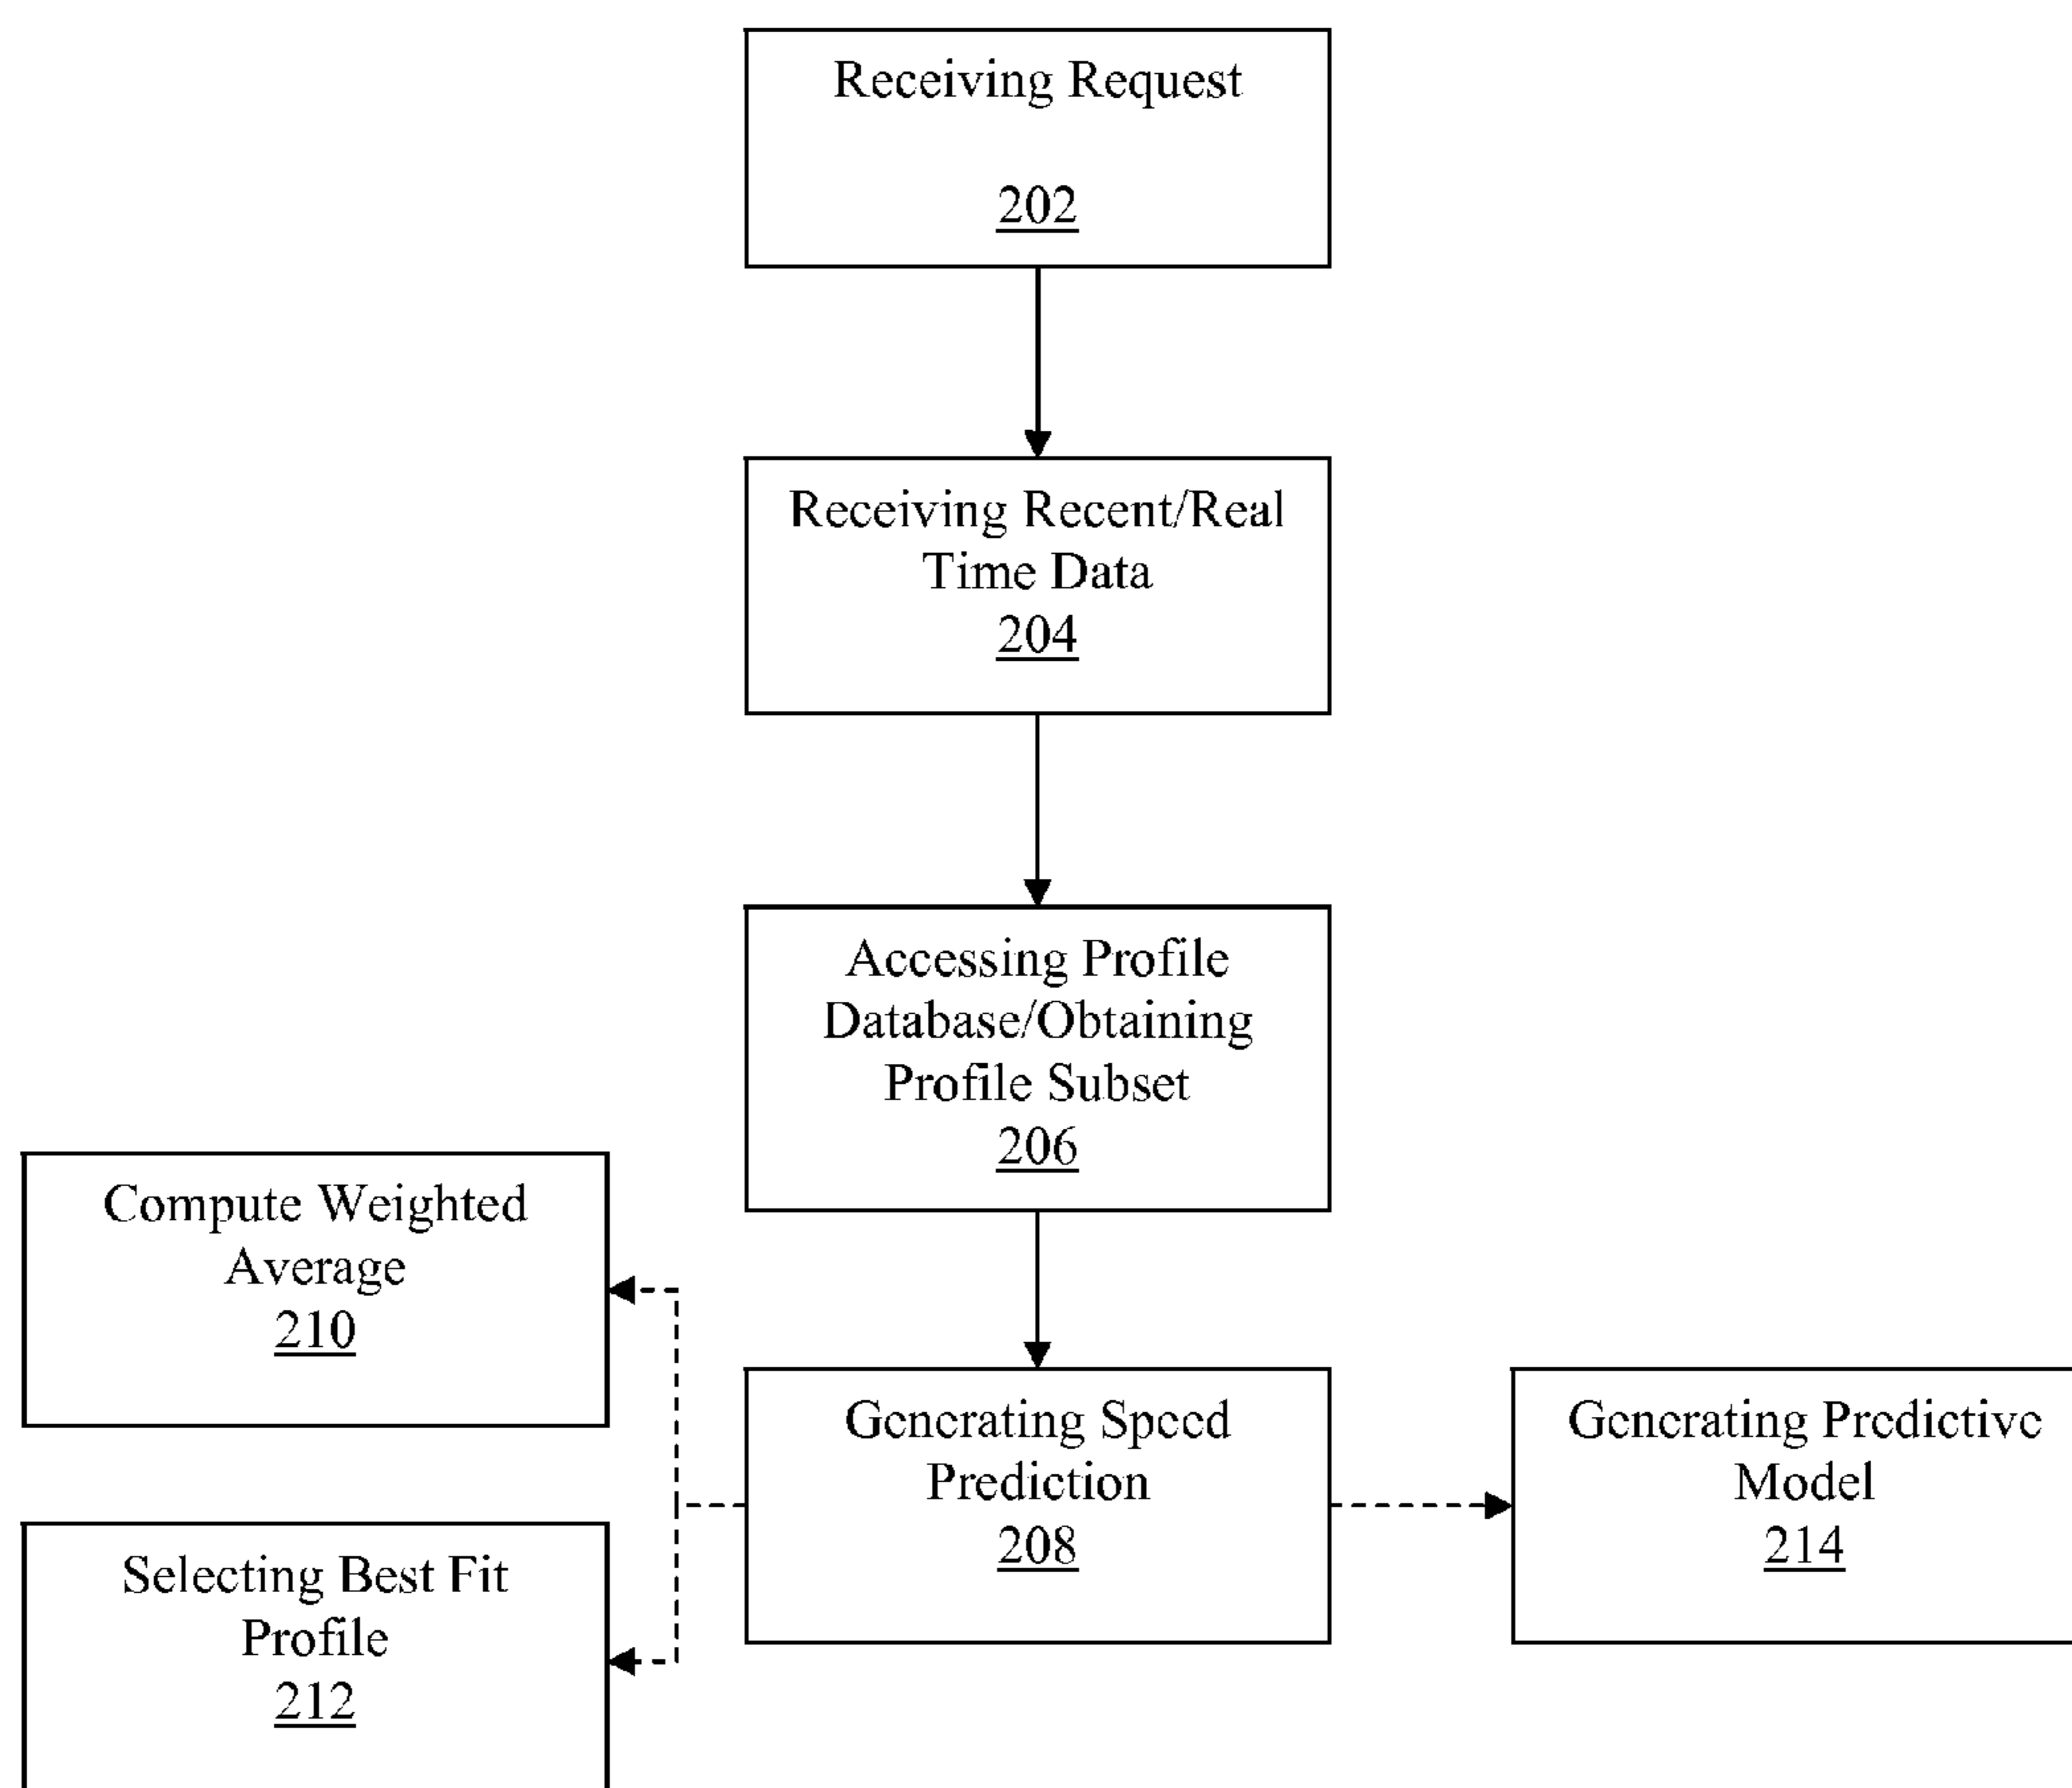 Receiving Request
202
Receiving Recent/Real
Time Data
204
Accessing Profile
Database/Obtaining
Profile Subset
206
Compute Weighted
Average
210
Generating Speed
Prediction
208
Generating Predictive
Model
214
Selecting Best Fit
Profile
212